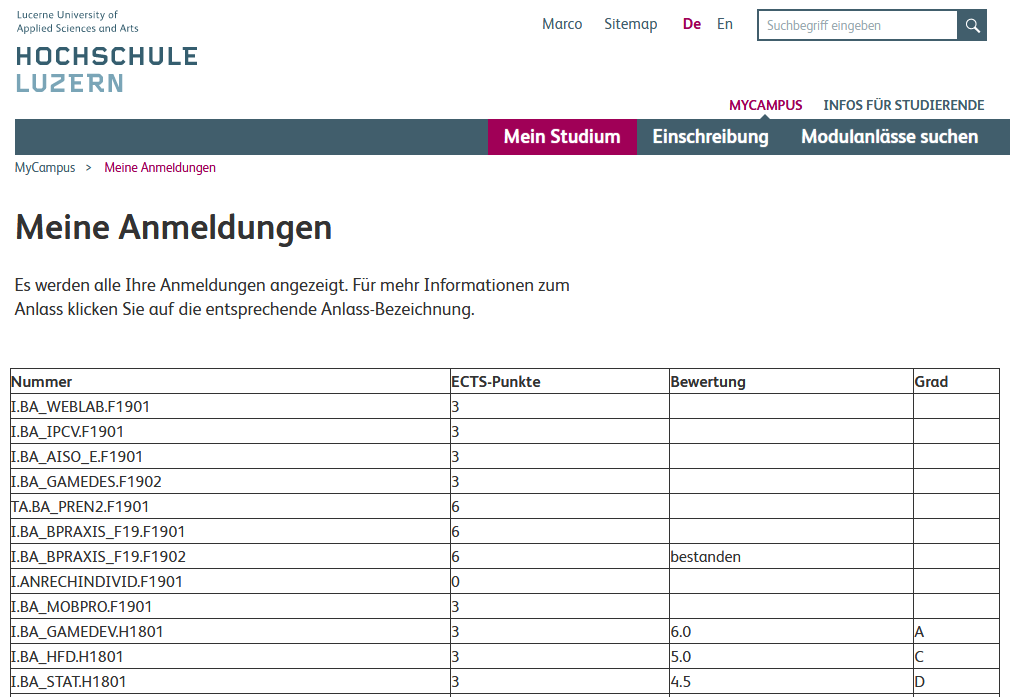 Lucerne University of
Applied Sciences and Arts
HOCHSCHULE
LUZERN
Marco Sitemap De En Suchbegriff eingeben
MYCAMPUS INFOS FÜR STUDIERENDE
Mein Studium Einschreibung Modulanlässe suchen
MyCampus > Meine Anmeldungen
Meine Anmeldungen
Es werden alle Ihre Anmeldungen angezeigt. Für mehr Informationen zum
Anlass klicken Sie auf die entsprechende Anlass-Bezeichnung.
Nummer ECTS-Punkte Bewertung Grad
I.BA_WEBLAB.F1901 3
I.BA_IPCV.F1901 3
I.BA_AISO_E.F1901 3
I.BA_GAMEDES.F1902 3
TA.BA_PREN2.F1901 6
I.BA_BPRAXIS_F19.F1901 6
I.BA_BPRAXIS_F19.F1902 6 bestanden
I.ANRECHINDIVID.F1901 0
I.BA_MOBPRO.F1901 3
I.BA_GAMEDEV.H1801 3 6.0 A
I.BA_HFD.H1801 3 5.0 C
I.BA_STAT.H1801 3 4.5 D